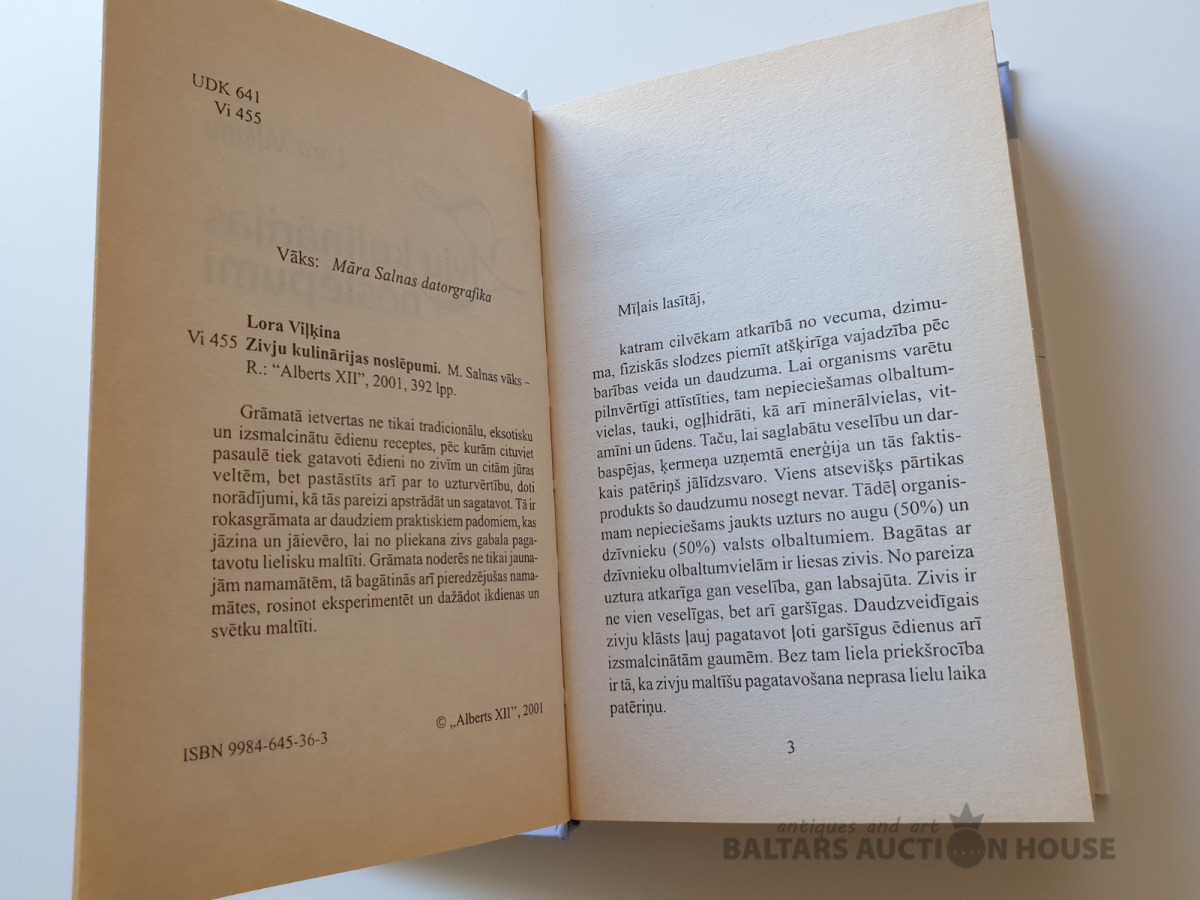 UDK 641
Vi 455
Vāks: Māra Salnas datorgrafika
Lora Viļķina
Vi 455 Zivju kulinārijas noslēpumi. M. Salnas vāks –
R.: “Alberts XII”, 2001, 392 lpp.
Grāmatā ietvertas ne tikai tradicionālu, eksotisku
un izsmalcinātu ēdienu receptes, pēc kurām cituviet
pasaulē tiek gatavoti ēdieni no zivīm un citām jūras
veltēm, bet pastāstīts arī par to uzturvērtību, doti
norādījumi, kā tās pareizi apstrādāt un sagatavot. Tā ir
rokasgrāmata ar daudziem praktiskiem padomiem, kas
jāzina un jāievēro, lai no pliekana zivs gabala paga-
tavotu lielisku maltīti. Grāmata noderēs ne tikai jauna-
jām namamātēm, tā bagātinās arī pieredzējušas nama-
mātes, rosinot eksperimentēt un dažādot ikdienas un
svētku maltīti.
© „Alberts XII”, 2001
ISBN 9984-645-36-3
Mīļais lasītāj,
katram cilvēkam atkarībā no vecuma, dzimu-
ma, fiziskās slodzes piemīt atšķirīga vajadzība pēc
barības veida un daudzuma. Lai organisms varētu
pilnvērtīgi attīstīties, tam nepieciešamas olbaltum-
vielas, tauki, ogļhidrāti, kā arī minerālvielas, vit-
amīni un ūdens. Taču, lai saglabātu veselību un dar-
baspējas, ķermeņa uzņemtā enerģija un tās faktis-
kais patēriņš jālīdzsvaro. Viens atsevišķs pārtikas
produkts šo daudzumu nosegt nevar. Tādēļ organis-
mam nepieciešams jaukts uzturs no augu (50%) un
dzīvnieku (50%) valsts olbaltumiem. Bagātas ar
dzīvnieku olbaltumvielām ir liesas zivis. No pareiza
uztura atkarīga gan veselība, gan labsajūta. Zivis ir
ne vien veselīgas, bet arī garšīgas. Daudzveidīgais
zivju klāsts ļauj pagatavot ļoti garšīgus ēdienus arī
izsmalcinātām gaumēm. Bez tam liela priekšrocība
ir tā, ka zivju maltīšu pagatavošana neprasa lielu laika
patēriņu.
3
antiques and art
BALTARS AUCTION HOUSE